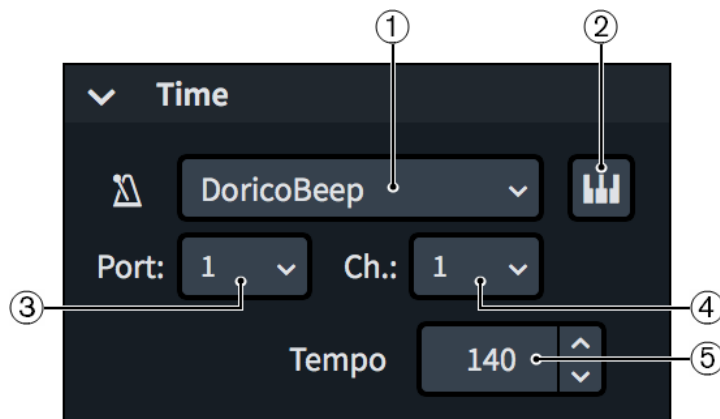 ① ②
Time
DoricoBeep
Port: 1 Ch.: 1
③ ④
Tempo 140 ⑤